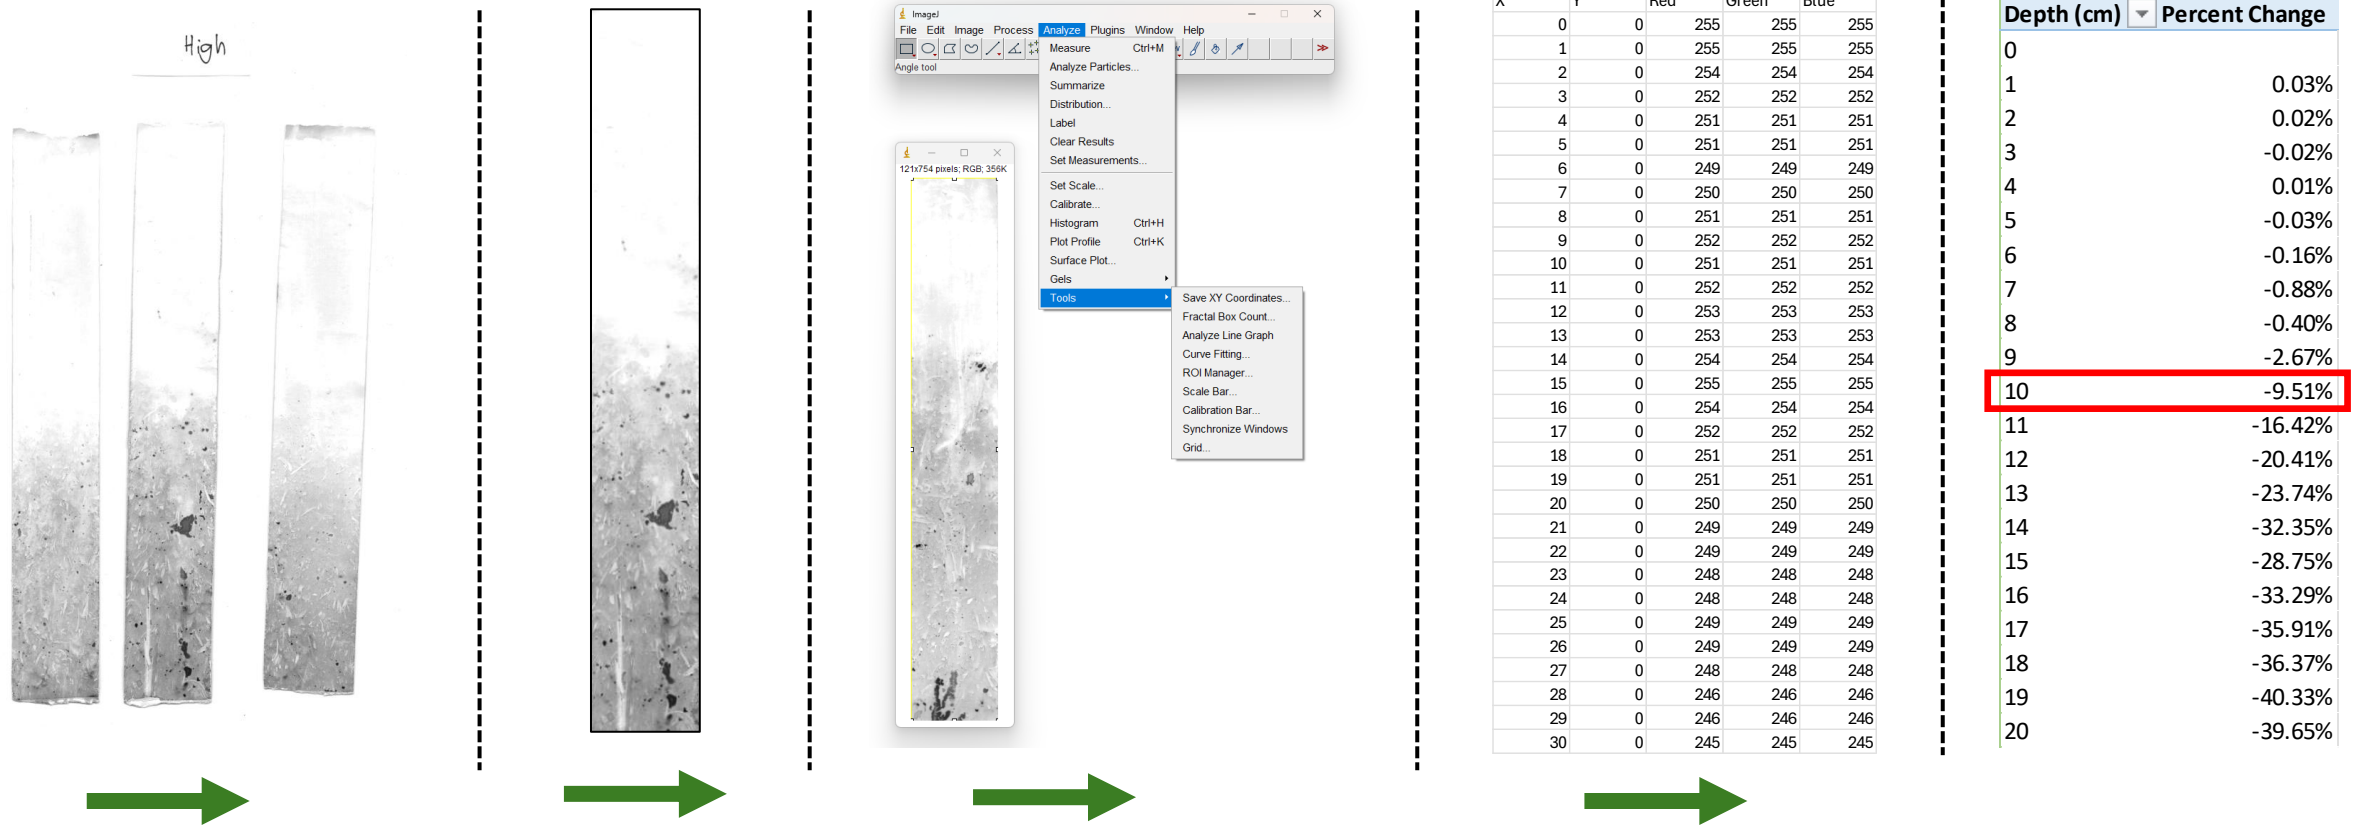 High
ImageJ
File Edit Image Process Analyze Plugins Window Help
Angle tool
Measure Ctrl+M
Analyze Particles...
Summarize
Distribution...
Label
Clear Results
Set Measurements...
Set Scale...
Calibrate...
Histogram Ctrl+H
Plot Profile Ctrl+K
Surface Plot...
Gels
Tools
Save XY Coordinates...
Fractal Box Count...
Analyze Line Graph
Curve Fitting...
ROI Manager...
Scale Bar...
Calibration Bar...
Synchronize Windows
Grid...
121x754 pixels; RGB; 356K
X Y Red Green Blue
0 0 255 255 255
1 0 255 255 255
2 0 254 254 254
3 0 252 252 252
4 0 251 251 251
5 0 251 251 251
6 0 249 249 249
7 0 250 250 250
8 0 251 251 251
9 0 252 252 252
10 0 251 251 251
11 0 252 252 252
12 0 253 253 253
13 0 253 253 253
14 0 254 254 254
15 0 255 255 255
16 0 254 254 254
17 0 252 252 252
18 0 251 251 251
19 0 251 251 251
20 0 250 250 250
21 0 249 249 249
22 0 249 249 249
23 0 248 248 248
24 0 248 248 248
25 0 249 249 249
26 0 249 249 249
27 0 248 248 248
28 0 246 246 246
29 0 246 246 246
30 0 245 245 245
Depth (cm) Percent Change
0
1 0.03%
2 0.02%
3 -0.02%
4 0.01%
5 -0.03%
6 -0.16%
7 -0.88%
8 -0.40%
9 -2.67%
10 -9.51%
11 -16.42%
12 -20.41%
13 -23.74%
14 -32.35%
15 -28.75%
16 -33.29%
17 -35.91%
18 -36.37%
19 -40.33%
20 -39.65%